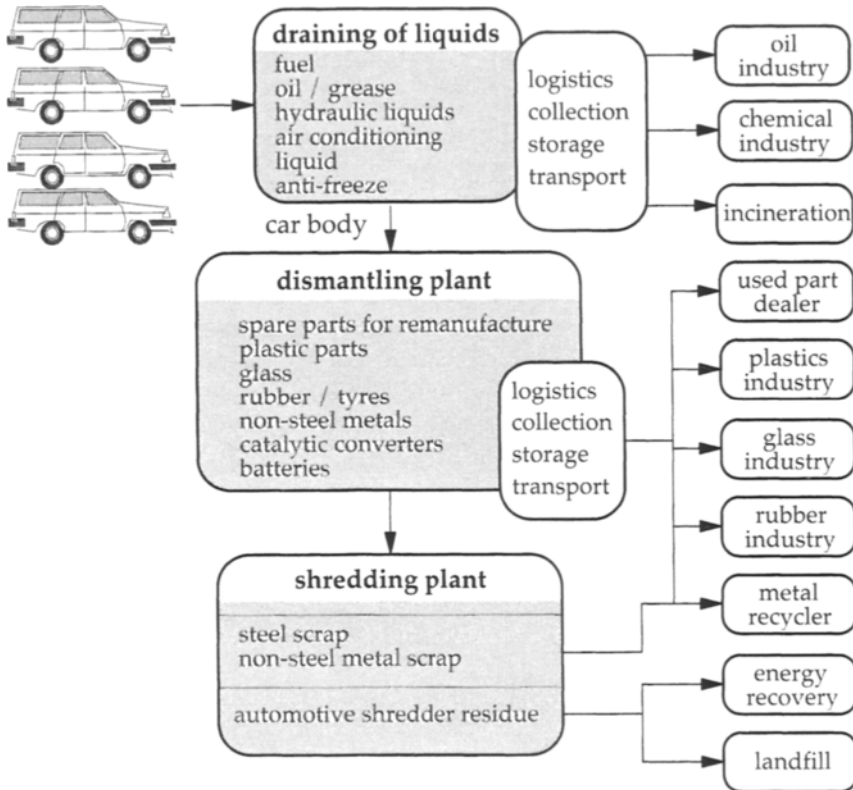 draining of liquids
fuel
oil / grease
hydraulic liquids
air conditioning
liquid
anti-freeze
logistics
collection
storage
transport
oil
industry
chemical
industry
incineration
car body
dismantling plant
spare parts for remanufacture
plastic parts
glass
rubber / tyres
non-steel metals
catalytic converters
batteries
logistics
collection
storage
transport
used part
dealer
plastics
industry
glass
industry
rubber
industry
metal
recycler
shredding plant
steel scrap
non-steel metal scrap
automotive shredder residue
energy
recovery
landfill